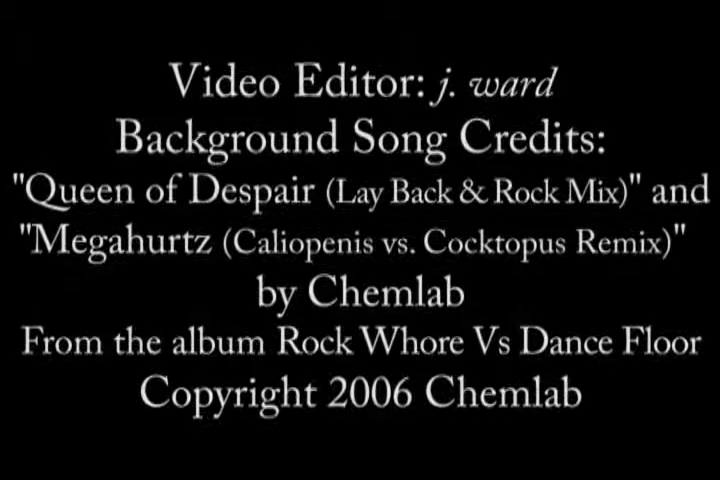 Video Editor: j. ward
Background Song Credits:
"Queen of Despair (Lay Back & Rock Mix)" and
"Megahurtz (Caliopenis vs. Cocktopus Remix)"
by Chemlab
From the album Rock Whore Vs Dance Floor
Copyright 2006 Chemlab